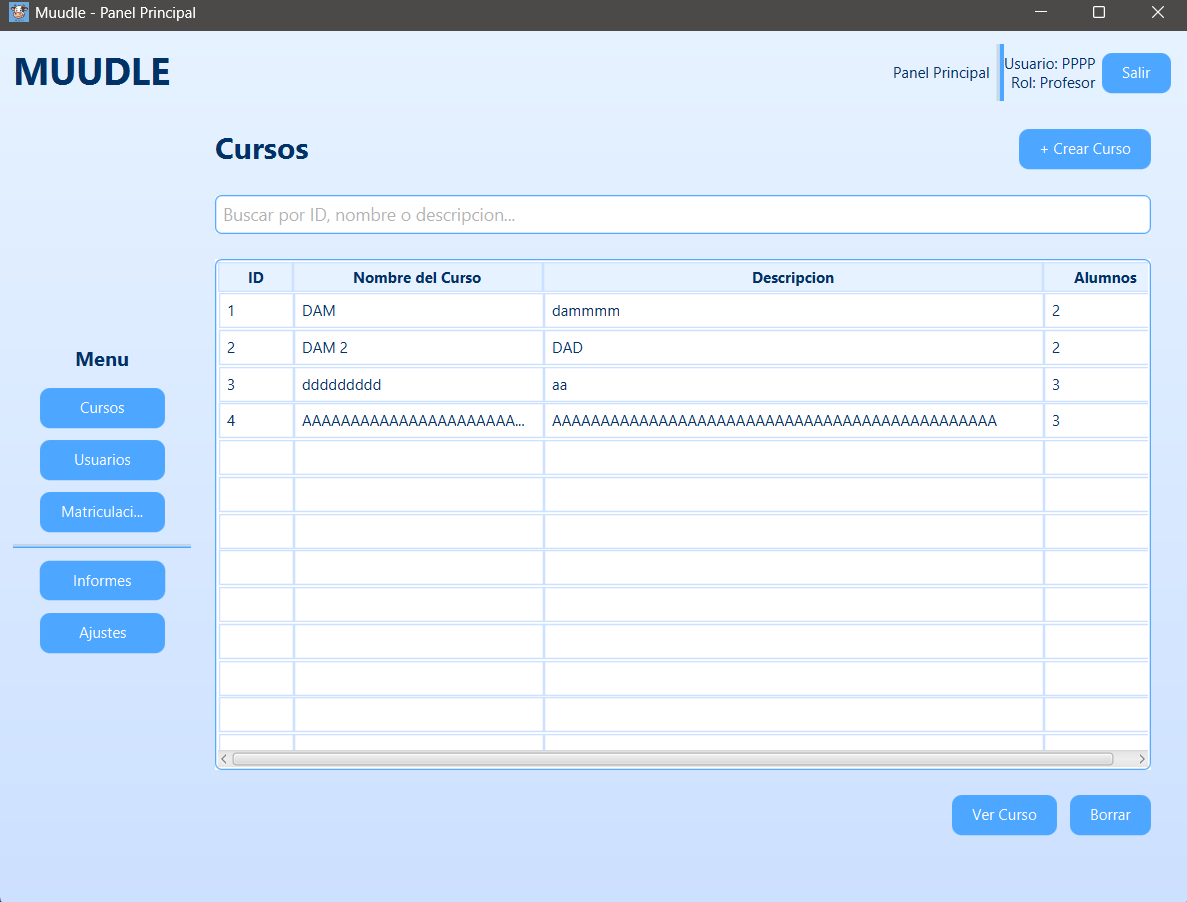 Muudle - Panel Principal
MUUDLE
Panel Principal
Usuario: PPPP
Rol: Profesor
Salir
Cursos
+ Crear Curso
Buscar por ID, nombre o descripcion...
ID Nombre del Curso Descripcion Alumnos
1 DAM dammmm 2
2 DAM 2 DAD 2
3 ddddddddd aa 3
4 AAAAAAAAAAAAAAAAAAAAAA... AAAAAAAAAAAAAAAAAAAAAAAAAAAAAAAAAAAAAAAAAAAAAA 3
Menu
Cursos
Usuarios
Matriculaci...
Informes
Ajustes
Ver Curso
Borrar